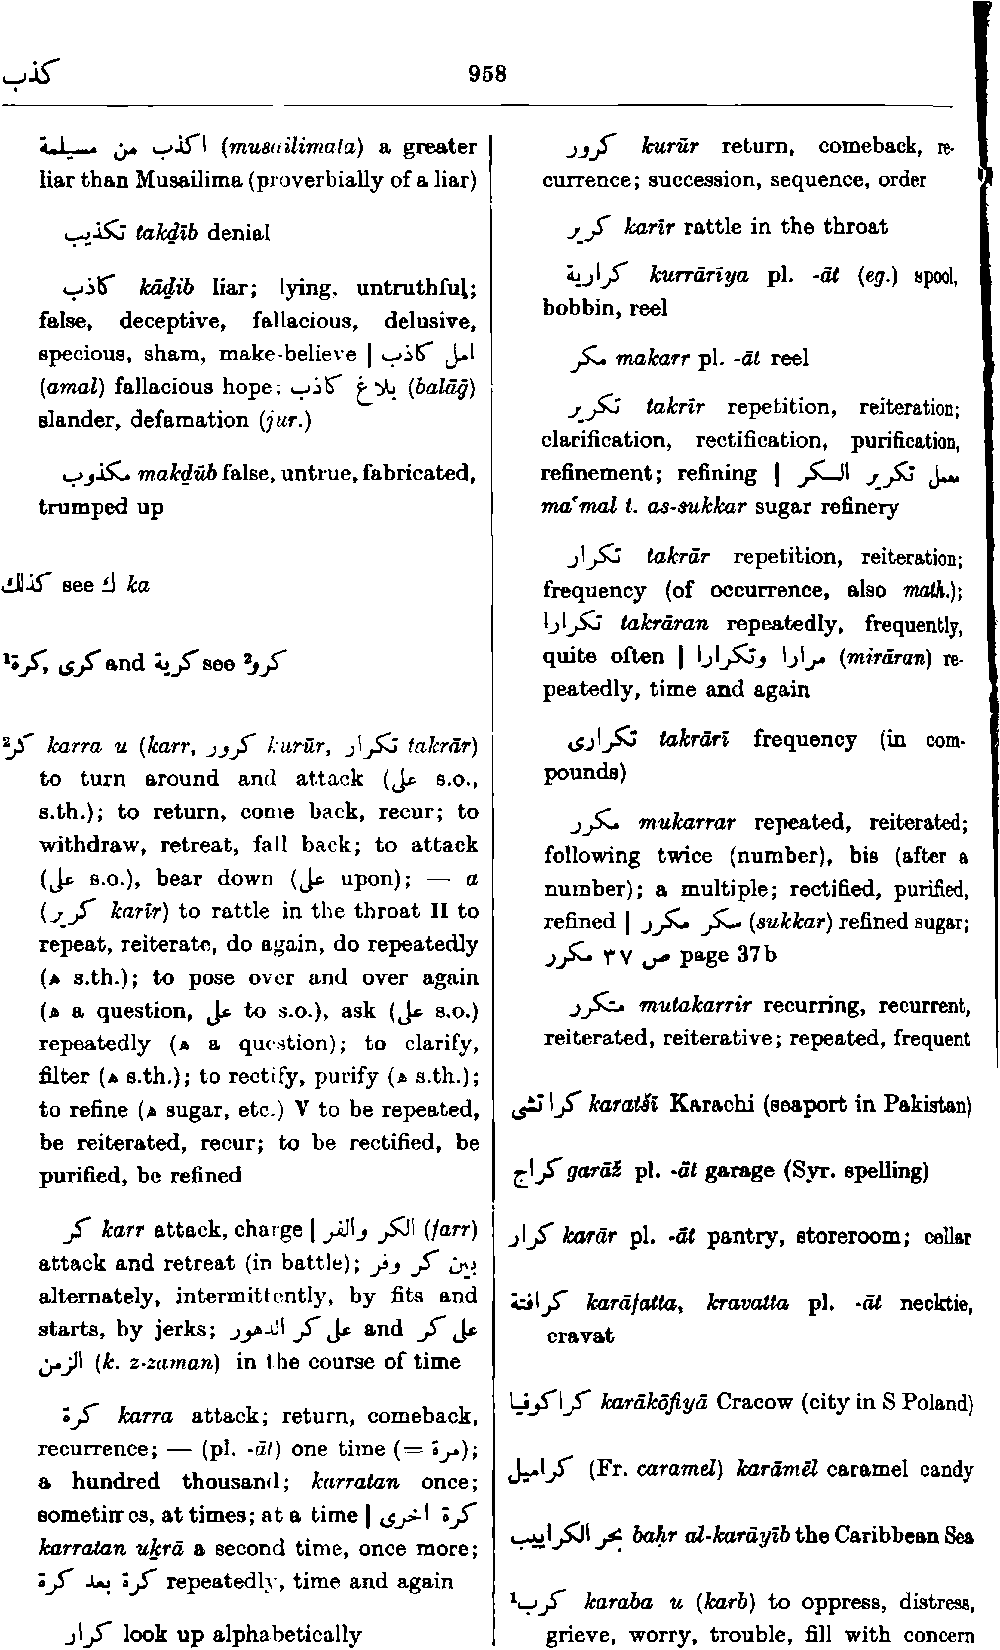 كذب
958
اكذب من مسيلمة (musailimata) a greater
liar than Musailima (proverbially of a liar)
تكذيب takḏīb denial
كاذب kāḏib liar; lying, untruthful;
false, deceptive, fallacious, delusive,
specious, sham, make-believe | امل كاذب
(amal) fallacious hope; بلاغ كاذب (balāḡ)
slander, defamation (jur.)
مكذوب makḏūb false, untrue, fabricated,
trumped up
كذلك see ك ka
¹كرة, كرى and كرية see ²كرو
²كر karra u (karr, كرور kurūr, تكرار takrār)
to turn around and attack (على s.o.,
s.th.); to return, come back, recur; to
withdraw, retreat, fall back; to attack
(على s.o.), bear down (على upon); — a
(كرير karīr) to rattle in the throat II to
repeat, reiterate, do again, do repeatedly
(ه s.th.); to pose over and over again
(ه a question, على to s.o.), ask (على s.o.)
repeatedly (ه a question); to clarify,
filter (ه s.th.); to rectify, purify (ه s.th.);
to refine (ه sugar, etc.) V to be repeated,
be reiterated, recur; to be rectified, be
purified, be refined
كر karr attack, charge | الكر والفر (farr)
attack and retreat (in battle); بين كر وفر
alternately, intermittently, by fits and
starts, by jerks; على كر الدهور and على كر
الزمن (k. z-zaman) in the course of time
كرة karra attack; return, comeback,
recurrence; — (pl. -āt) one time (= مرة);
a hundred thousand; karratan once;
sometimes, at times; at a time | كرة اخرى
karratan uḵrā a second time, once more;
كرة بعد كرة repeatedly, time and again
كرار look up alphabetically
كرور kurūr return, comeback, re-
currence; succession, sequence, order
كرير karīr rattle in the throat
كرارية kurrārīya pl. -āt (eg.) spool,
bobbin, reel
مكر makarr pl. -āt reel
تكرير takrīr repetition, reiteration;
clarification, rectification, purification,
refinement; refining | معمل تكرير السكر
maʿmal t. as-sukkar sugar refinery
تكرار takrār repetition, reiteration;
frequency (of occurrence, also math.);
تكرارا takrāran repeatedly, frequently,
quite often | مرارا وتكرارا (mirāran) re-
peatedly, time and again
تكرارى takrārī frequency (in com-
pounds)
مكرر mukarrar repeated, reiterated;
following twice (number), bis (after a
number); a multiple; rectified, purified,
refined | سكر مكرر (sukkar) refined sugar;
ص ٣٧ مكرر page 37b
متكرر mutakarrir recurring, recurrent,
reiterated, reiterative; repeated, frequent
كراتشى karatšī Karachi (seaport in Pakistan)
كراج garāž pl. -āt garage (Syr. spelling)
كرار karār pl. -āt pantry, storeroom; cellar
كرافتة karāfatta, kravatta pl. -āt necktie,
cravat
كراكوفيا karākōfiyā Cracow (city in S Poland)
كراميل (Fr. caramel) karāmēl caramel candy
بحر الكراييب baḥr al-karāyīb the Caribbean Sea
¹كرب karaba u (karb) to oppress, distress,
grieve, worry, trouble, fill with concern